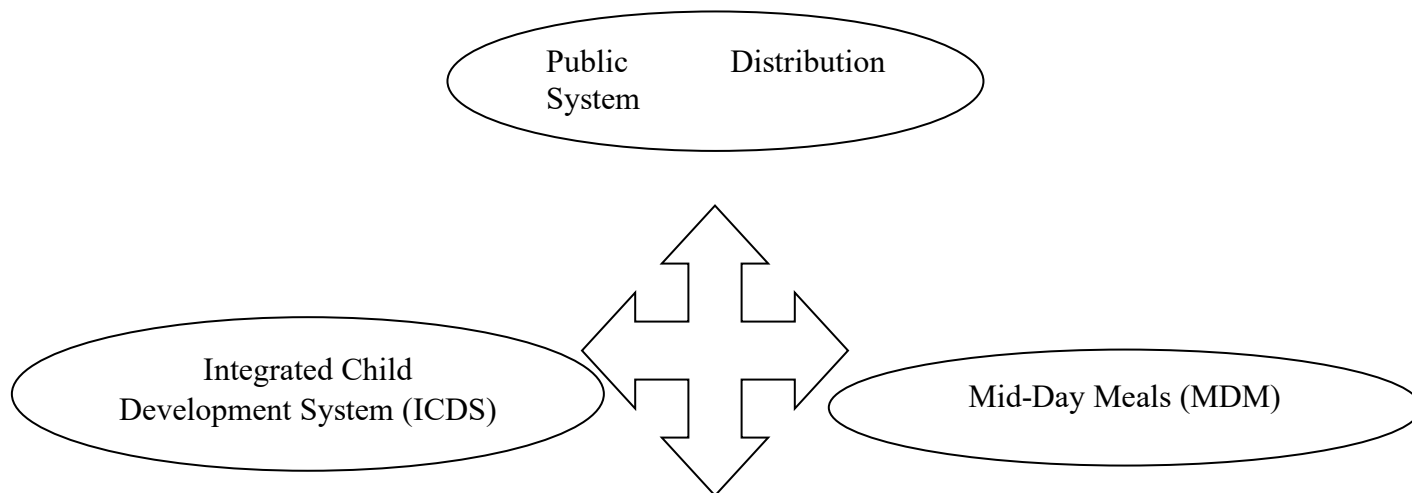 Public Distribution
System
Integrated Child
Development System (ICDS)
Mid-Day Meals (MDM)